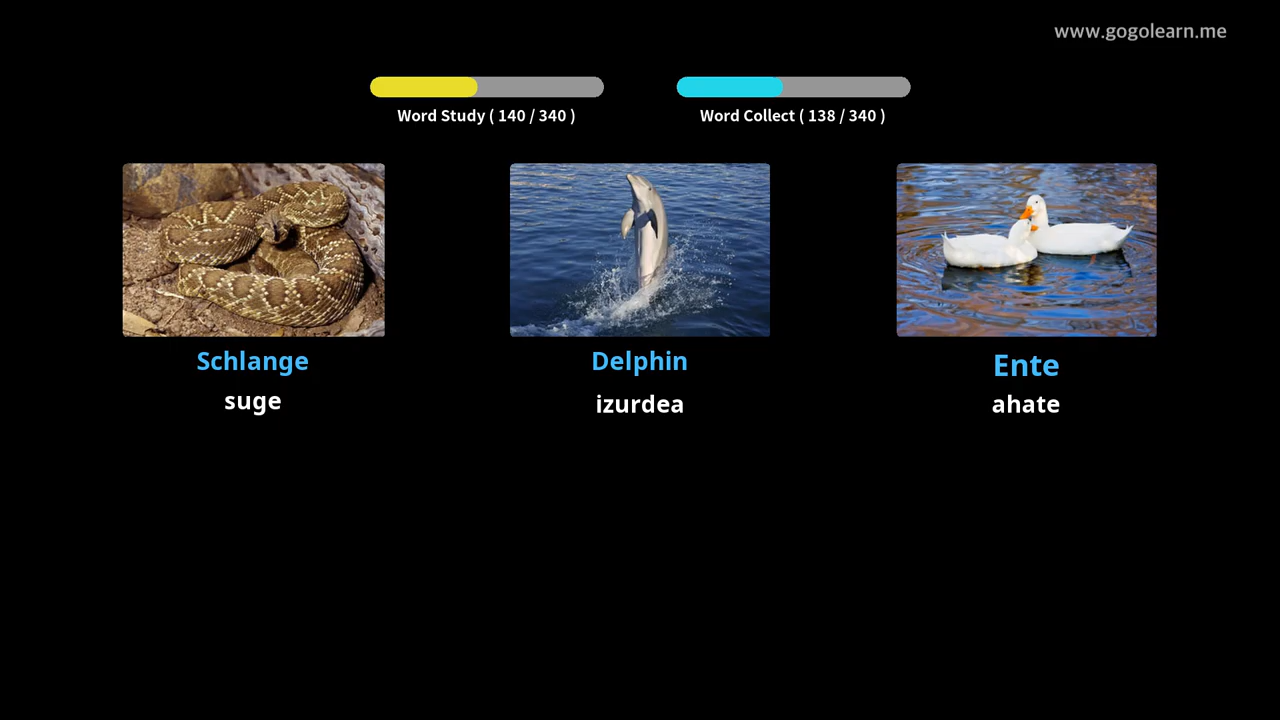 www.gogolearn.me
Word Study ( 140 / 340 )
Word Collect ( 138 / 340 )
Schlange
suge
Delphin
izurdea
Ente
ahate